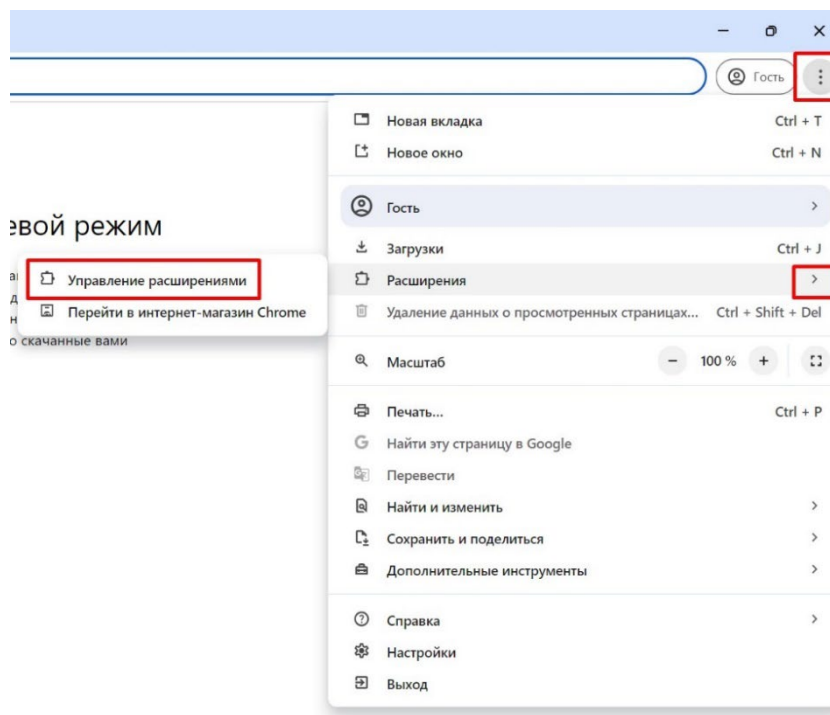 Гость
Новая вкладка Ctrl + T
Новое окно Ctrl + N
евой режим
Гость
Загрузки Ctrl + J
Расширения
Управление расширениями
Перейти в интернет-магазин Chrome
Удаление данных о просмотренных страницах... Ctrl + Shift + Del
о скачанные вами
Масштаб − 100 % +
Печать... Ctrl + P
Найти эту страницу в Google
Перевести
Найти и изменить
Сохранить и поделиться
Дополнительные инструменты
Справка
Настройки
Выход